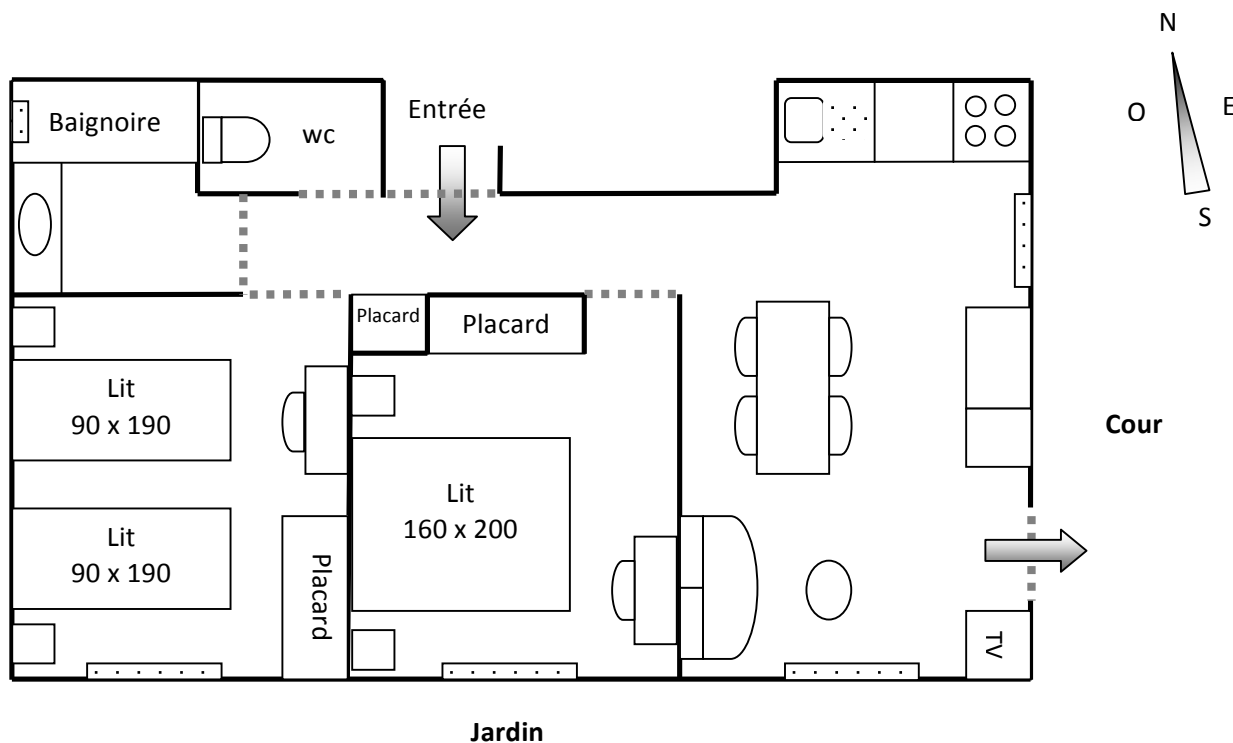 N
O
E
S
Baignoire
wc
Entrée
Placard
Placard
Lit
90 x 190
Lit
160 x 200
Lit
90 x 190
Placard
Cour
TV
Jardin